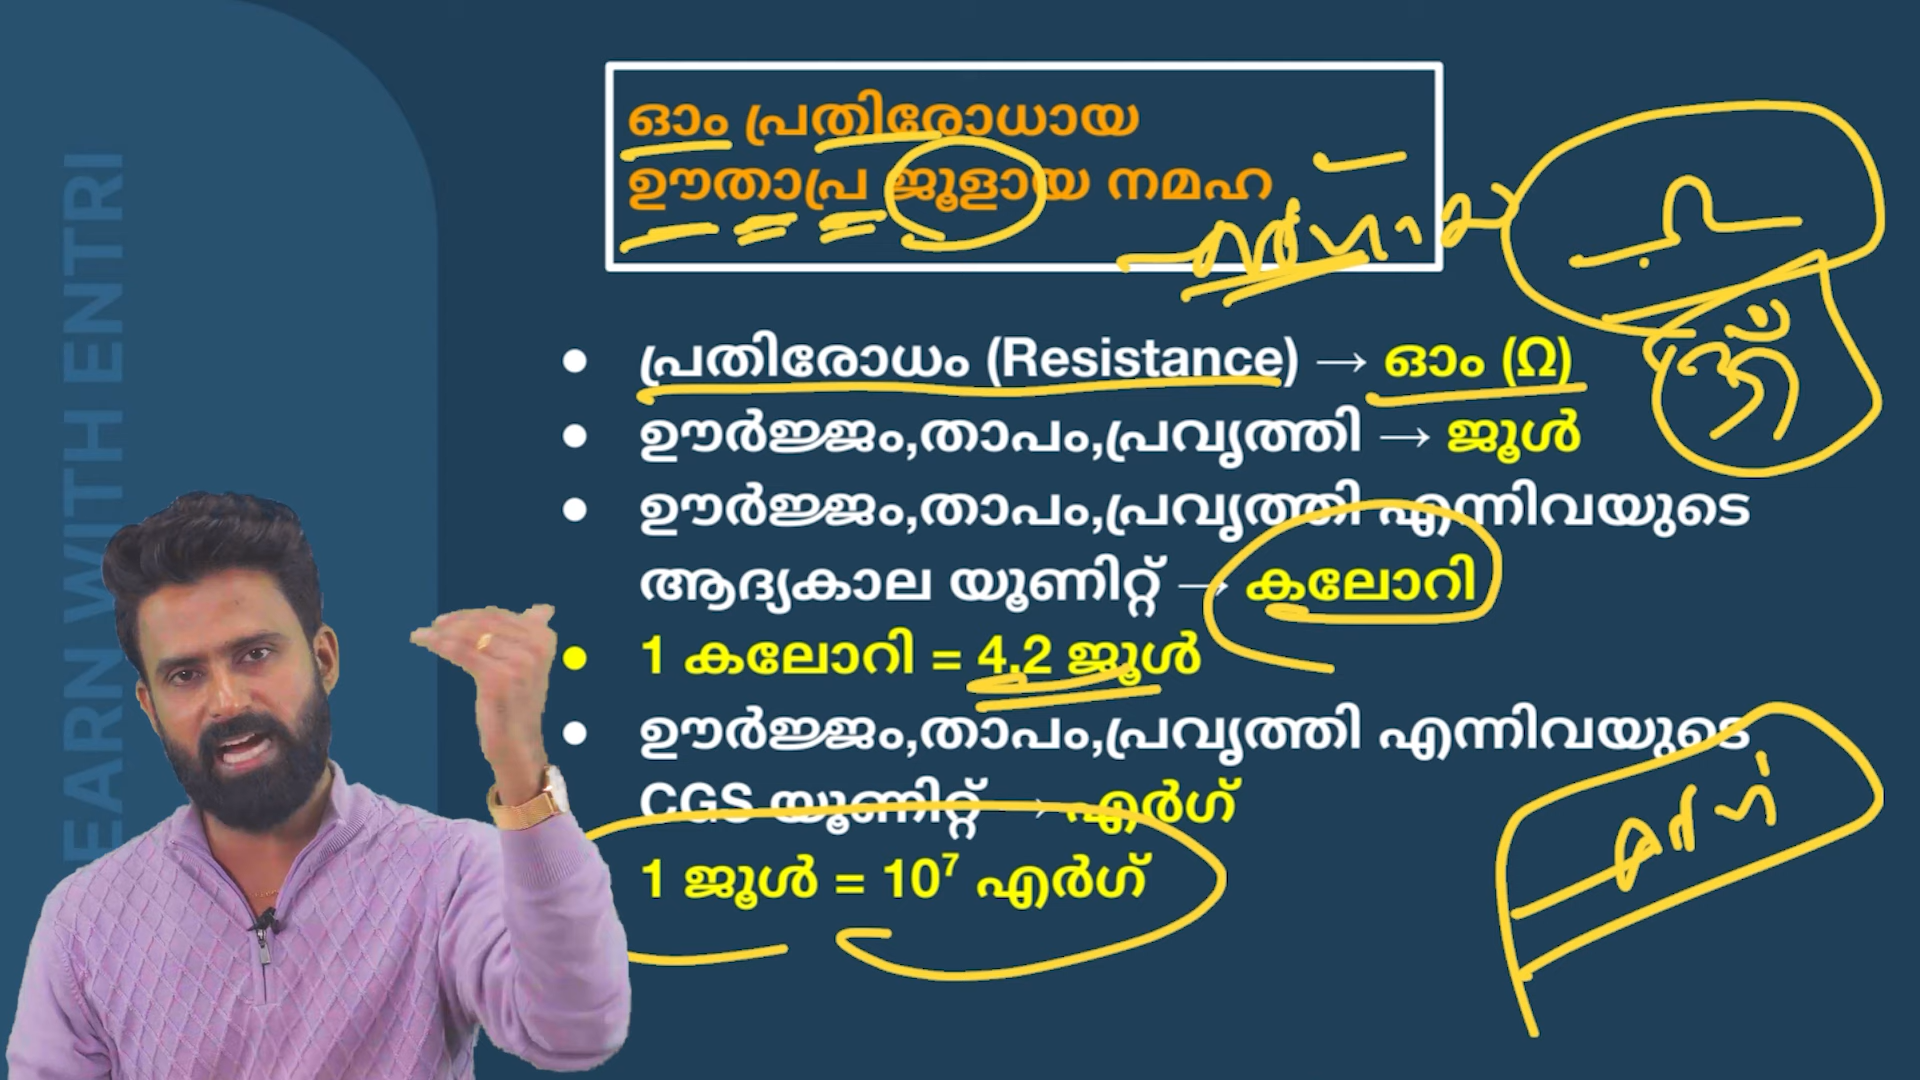 LEARN WITH ENTRI
ഓം പ്രതിരോധായ
ഊതാപ്ര ജൂളായ നമഹ
പ്രതിരോധം (Resistance) → ഓം (Ω)
ഊർജ്ജം,താപം,പ്രവൃത്തി → ജൂൾ
ഊർജ്ജം,താപം,പ്രവൃത്തി എന്നിവയുടെ
ആദ്യകാല യൂണിറ്റ് → കലോറി
1 കലോറി = 4.2 ജൂൾ
ഊർജ്ജം,താപം,പ്രവൃത്തി എന്നിവയുടെ
CGS യൂണിറ്റ് → എർഗ്
1 ജൂൾ = 10⁷ എർഗ്